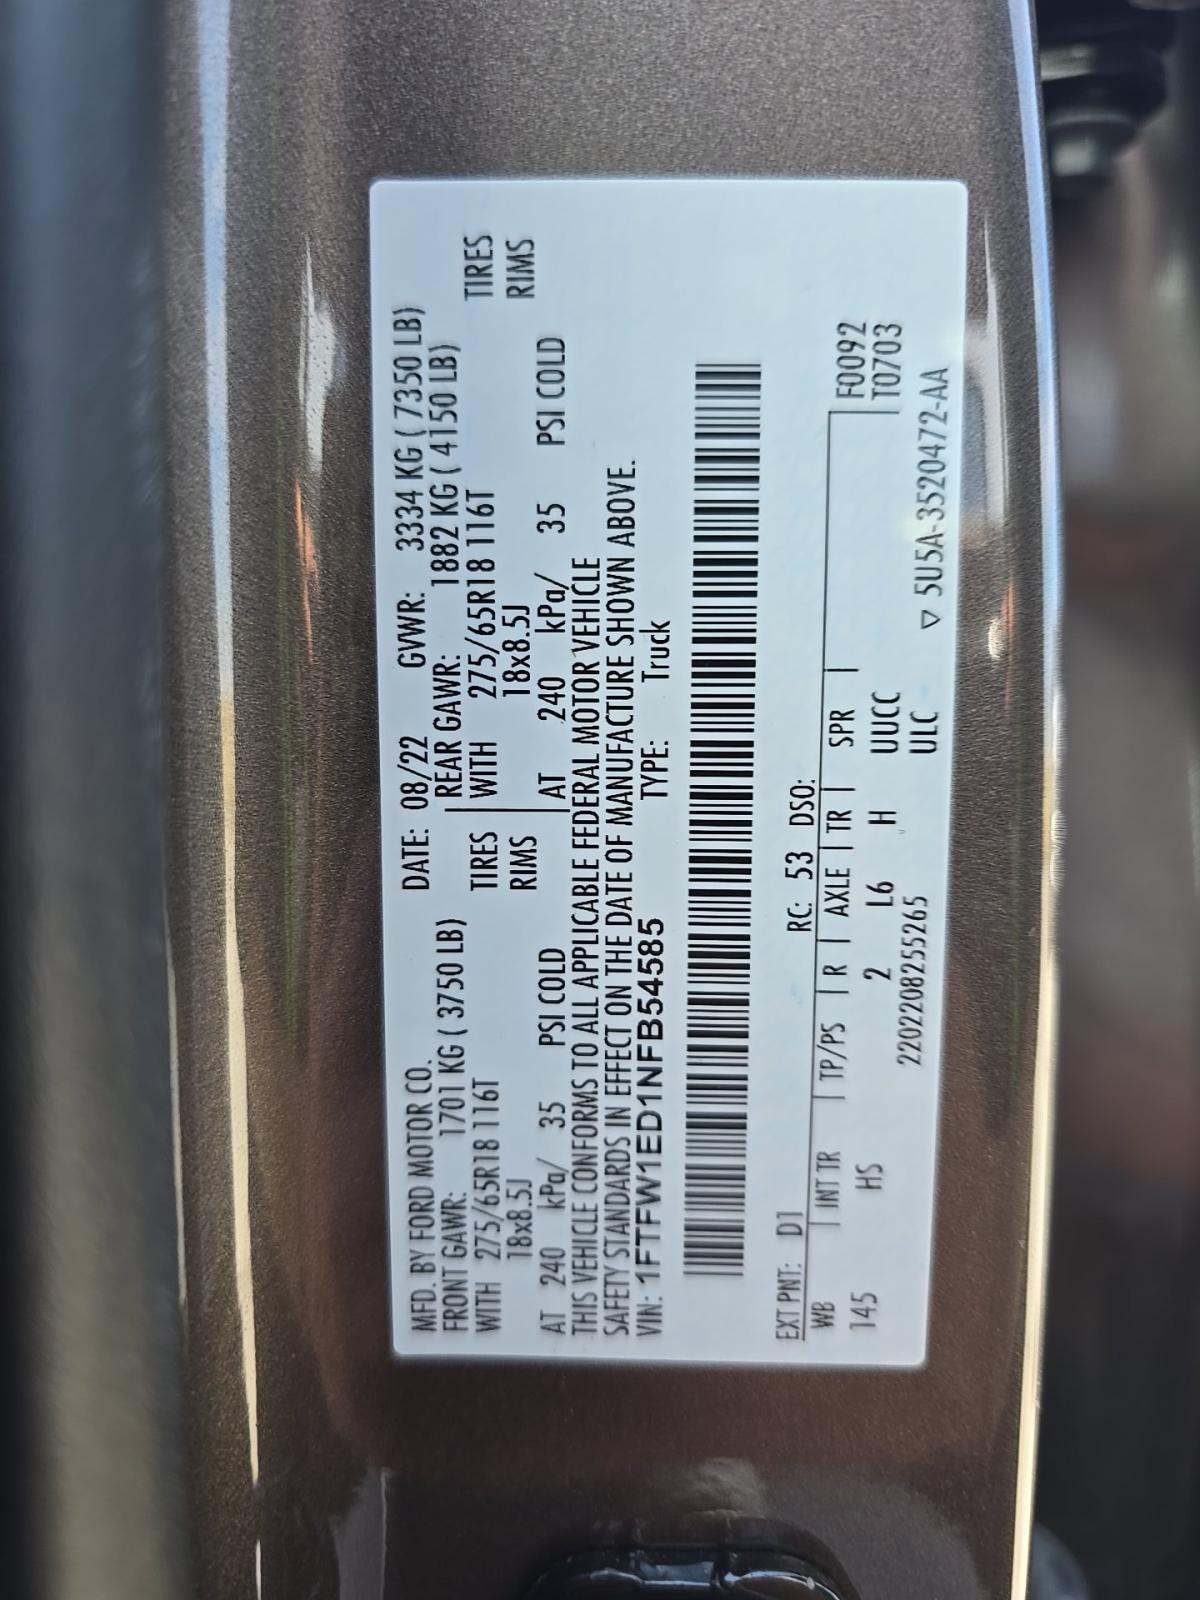 MFD. BY FORD MOTOR CO. DATE: 08/22 GVWR: 3334 KG ( 7350 LB)
FRONT GAWR: 1701 KG ( 3750 LB) REAR GAWR: 1882 KG ( 4150 LB)
WITH 275/65R18 116T TIRES WITH 275/65R18 116T TIRES
18x8.5J RIMS 18x8.5J RIMS
AT 240 kPa/ 35 PSI COLD AT 240 kPa/ 35 PSI COLD
THIS VEHICLE CONFORMS TO ALL APPLICABLE FEDERAL MOTOR VEHICLE
SAFETY STANDARDS IN EFFECT ON THE DATE OF MANUFACTURE SHOWN ABOVE.
VIN: 1FTFW1ED1NFB54585 TYPE: Truck
EXT PNT: D1 RC: 53 DSO:
WB INT TR TP/PS R AXLE TR SPR F0092
145 HS 2 L6 H UUCC T0703
2202208255265 ULC
▽ 5U5A-3520472-AA